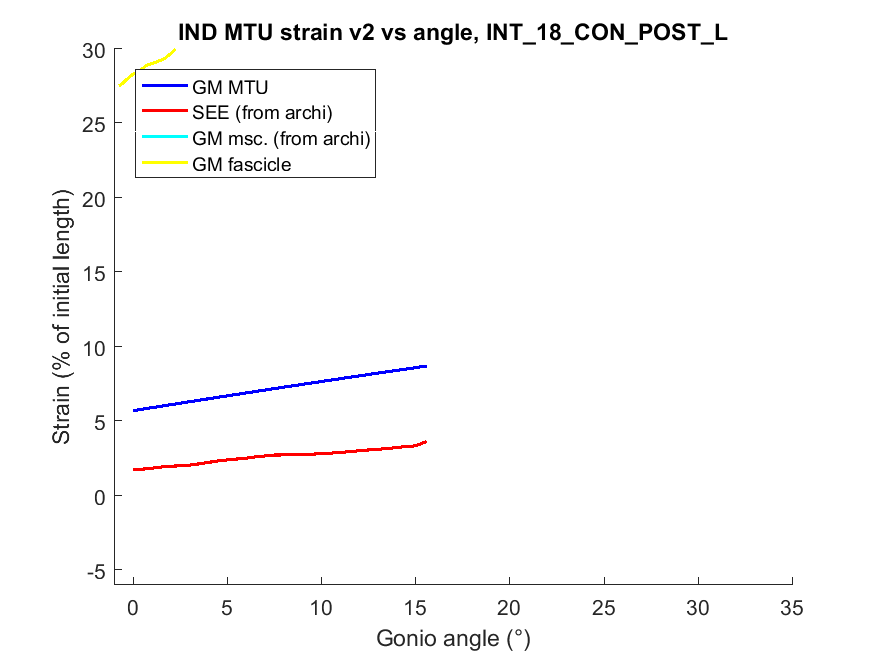 IND MTU strain v2 vs angle, INT_18_CON_POST_L
30
25
20
15
10
5
0
-5
Strain (% of initial length)
GM MTU
SEE (from archi)
GM msc. (from archi)
GM fascicle
0 5 10 15 20 25 30 35
Gonio angle (°)